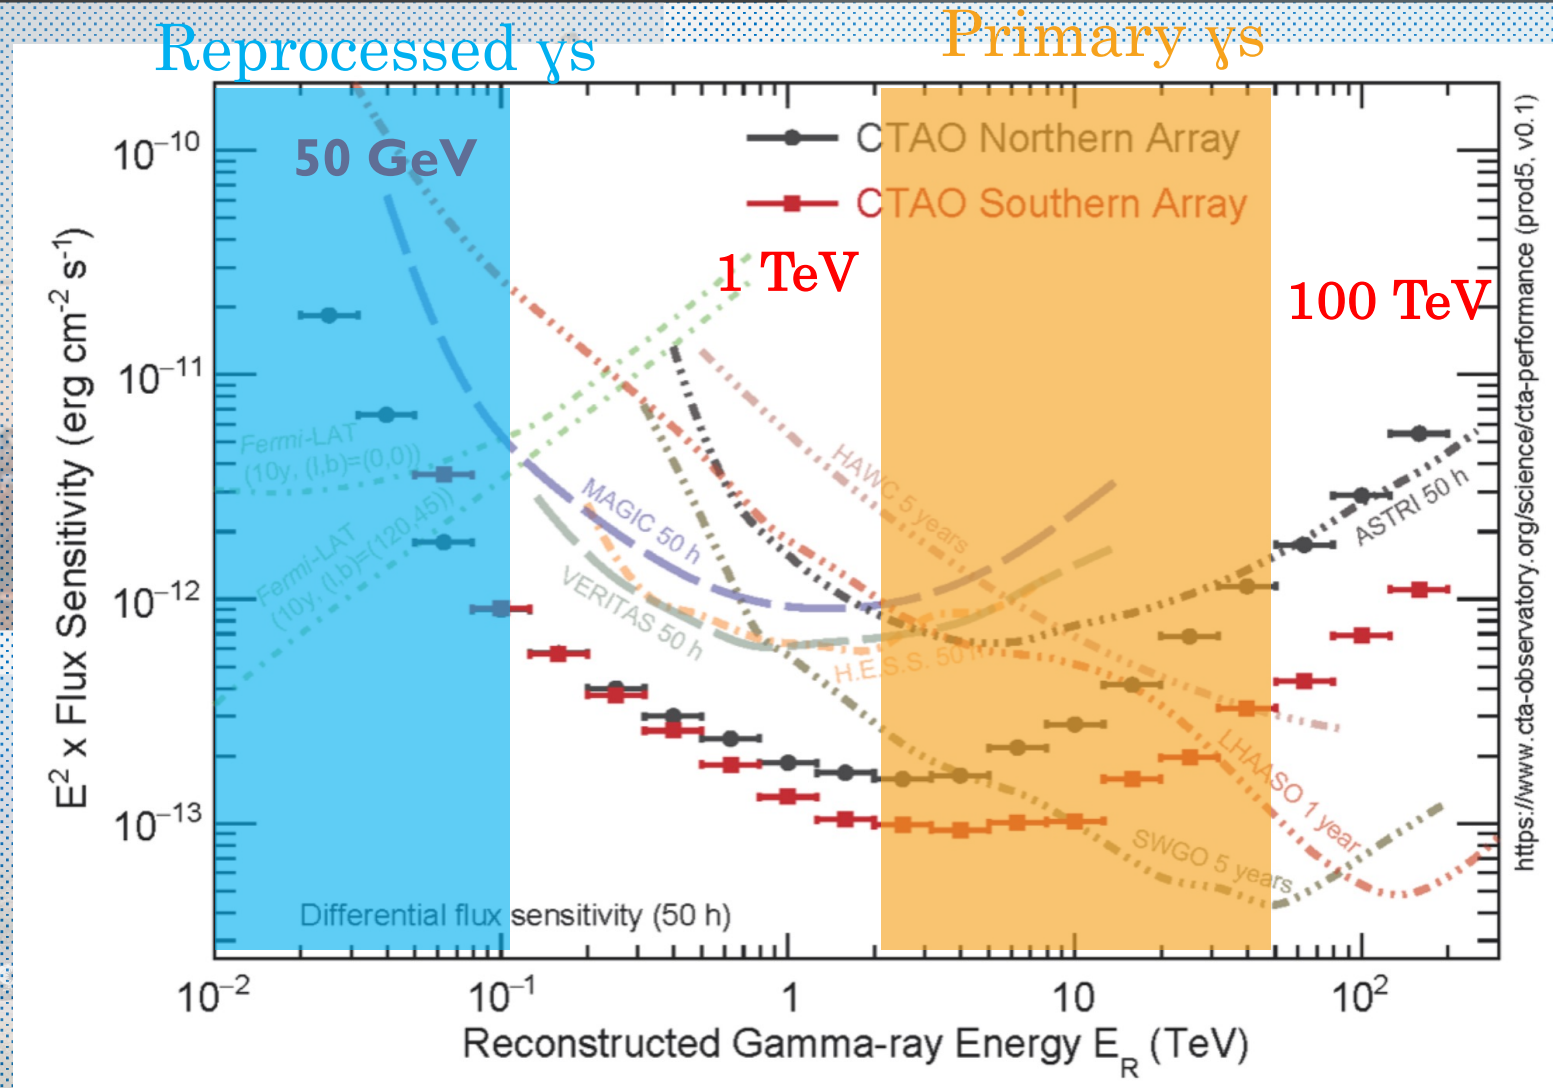 Reprocessed γs
Primary γs
50 GeV
1 TeV
100 TeV
CTAO Northern Array
CTAO Southern Array
10⁻¹⁰
10⁻¹¹
10⁻¹²
10⁻¹³
E² x Flux Sensitivity (erg cm⁻² s⁻¹)
Fermi-LAT
(10y, (l,b)=(0,0))
Fermi-LAT
(10y, (l,b)=(120,45))
MAGIC 50 h
VERITAS 50 h
HAWC 5 years
H.E.S.S. 50 h
ASTRI 50 h
LHAASO 1 year
SWGO 5 years
Differential flux sensitivity (50 h)
10⁻²
10⁻¹
1
10
10²
Reconstructed Gamma-ray Energy E_R (TeV)
https://www.cta-observatory.org/science/cta-performance (prod5, v0.1)